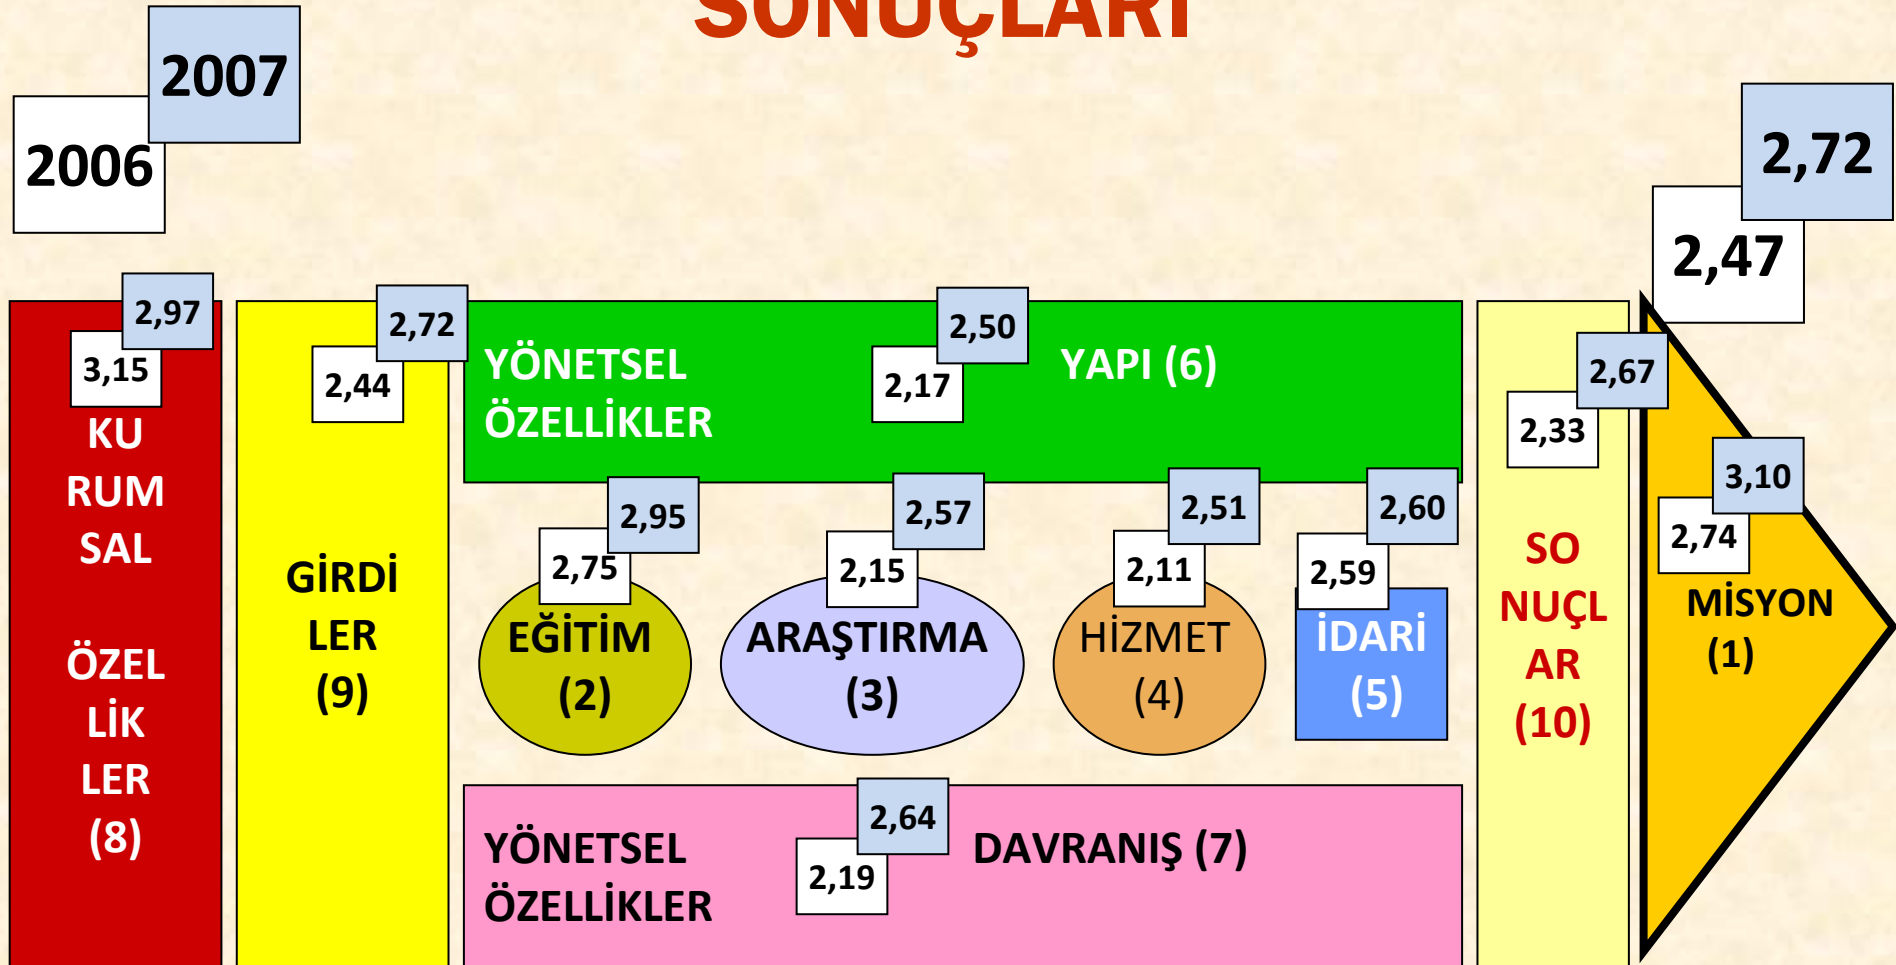 SONUÇLARI
2007
2006
2,72
2,47
2,97
3,15
KU
RUM
SAL
ÖZEL
LİK
LER
(8)
2,72
2,44
GİRDİ
LER
(9)
YÖNETSEL
ÖZELLİKLER
2,50
2,17
YAPI (6)
2,95
2,75
EĞİTİM
(2)
2,57
2,15
ARAŞTIRMA
(3)
2,51
2,11
HİZMET
(4)
2,60
2,59
İDARİ
(5)
YÖNETSEL
ÖZELLİKLER
2,64
2,19
DAVRANIŞ (7)
2,67
2,33
SO
NUÇL
AR
(10)
3,10
2,74
MİSYON
(1)